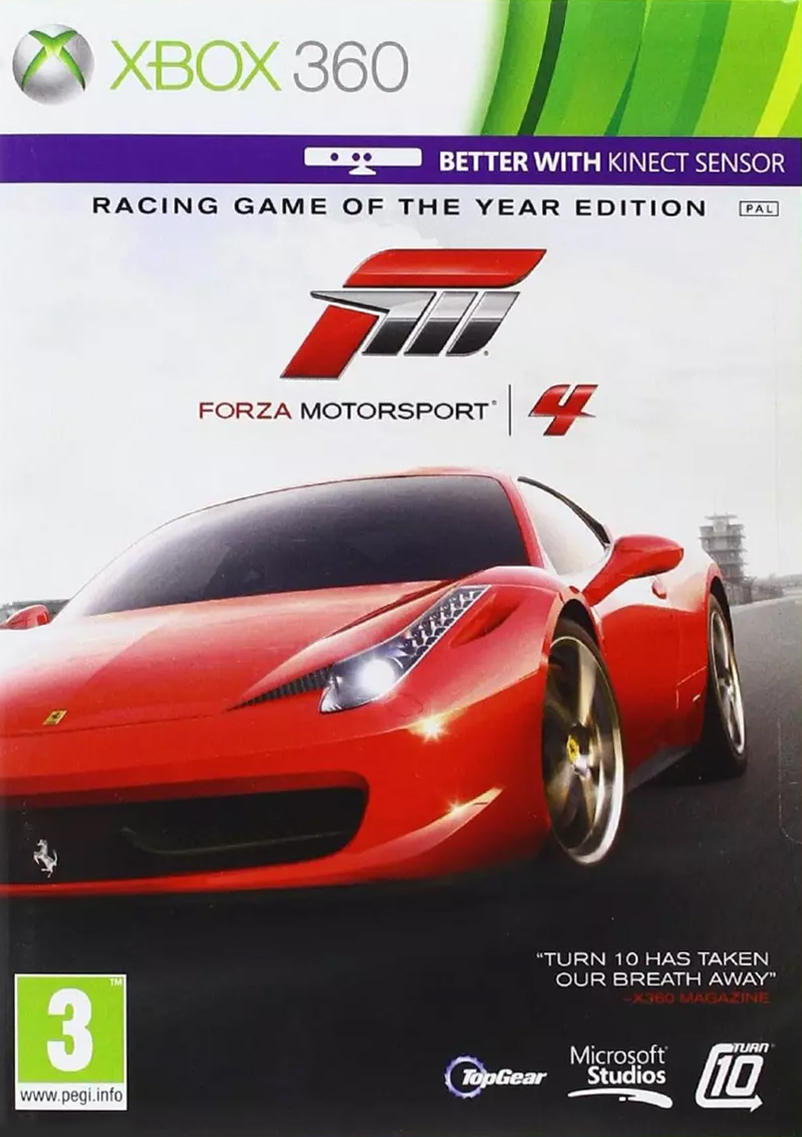 XBOX 360
BETTER WITH KINECT SENSOR
RACING GAME OF THE YEAR EDITION PAL
FORZA MOTORSPORT® 4
"TURN 10 HAS TAKEN
OUR BREATH AWAY"
-X360 MAGAZINE
3™
www.pegi.info
TopGear
Microsoft®
Studios
TURN
10